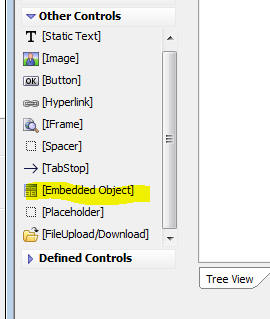 Other Controls
T [Static Text]
[Image]
OK [Button]
[Hyperlink]
[IFrame]
[Spacer]
[TabStop]
[Embedded Object]
[Placeholder]
[FileUpload/Download]
Defined Controls
Tree View